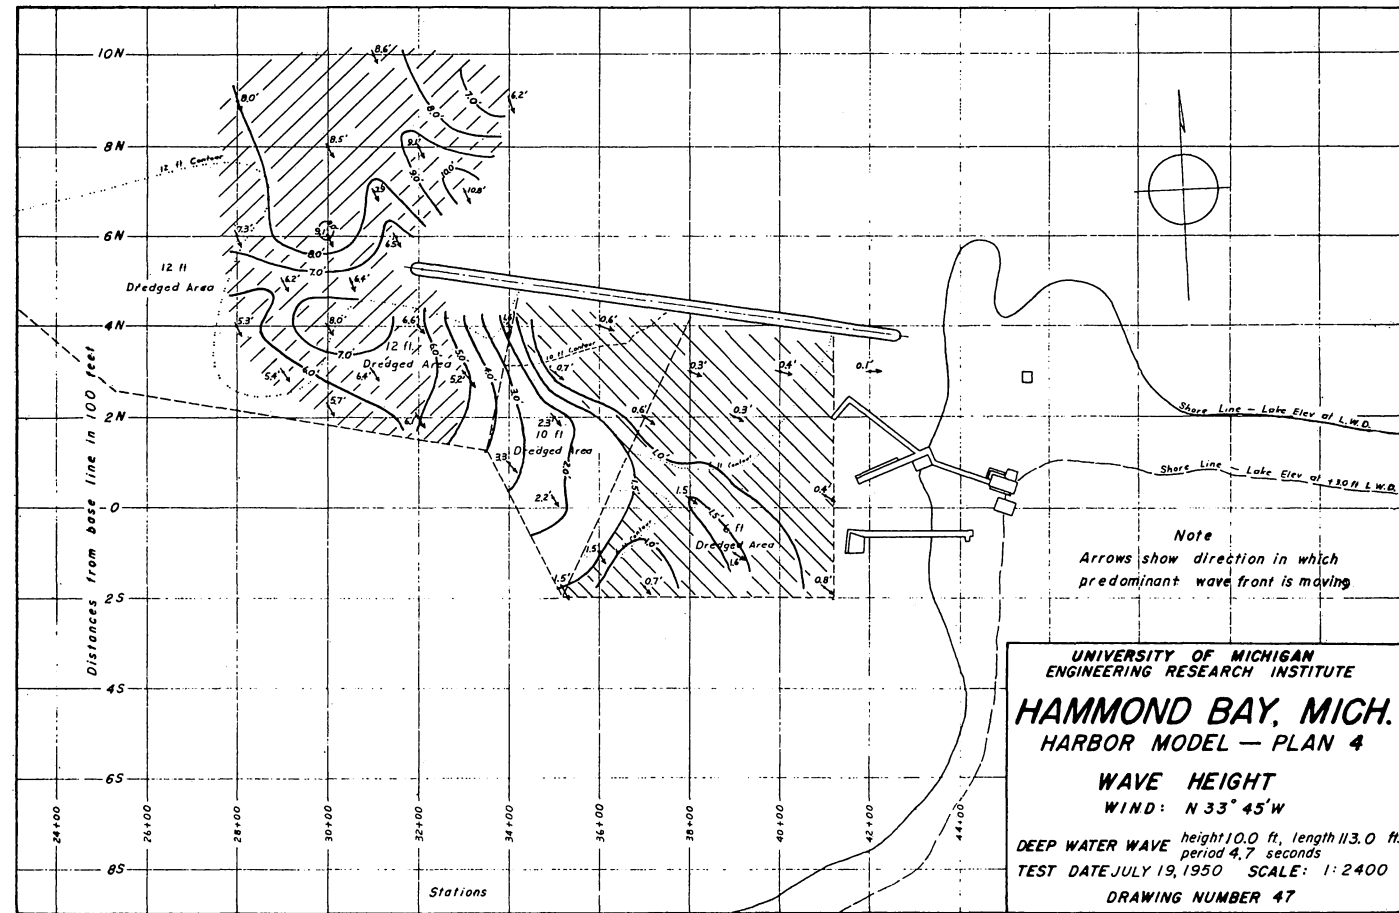 10N
8N
6N
4N
2N
0
2S
4S
6S
8S
Distances from base line in 100 feet
24+00
26+00
28+00
30+00
32+00
34+00
36+00
38+00
40+00
42+00
44+00
Stations
8.6'
8.0'
7.0'
6.2'
8.0'
8.5'
9.1'
9.0'
10.0'
10.8'
12 ft. Contour
7.3'
8.0'
7.0'
6.5'
12 ft
Dredged Area
6.2'
6.4'
5.3'
8.0'
6.6'
7.0'
12 ft.
Dredged Area
6.0'
5.0'
4.0'
3.0'
5.4'
6.0'
6.4'
5.2'
5.7'
0.6'
10 ft Contour
0.7'
0.3'
0.4'
0.1'
2.3'
0.6'
0.3'
10 ft
Dredged Area
3.3'
2.0'
1.0'
6 ft Contour
2.2'
1.5'
1.5'
1.5'
0.4'
6 ft
Dredged Area
1.5'
1.0'
1.6'
1.5'
0.7'
0.8'
Shore Line - Lake Elev at L.W.D.
Shore Line - Lake Elev at +3.0 ft L.W.D.
Note
Arrows show direction in which
predominant wave front is moving
UNIVERSITY OF MICHIGAN
ENGINEERING RESEARCH INSTITUTE
HAMMOND BAY, MICH.
HARBOR MODEL — PLAN 4
WAVE HEIGHT
WIND: N 33° 45' W
DEEP WATER WAVE height 10.0 ft, length 113.0 ft.
period 4.7 seconds
TEST DATE JULY 19, 1950 SCALE: 1:2400
DRAWING NUMBER 47